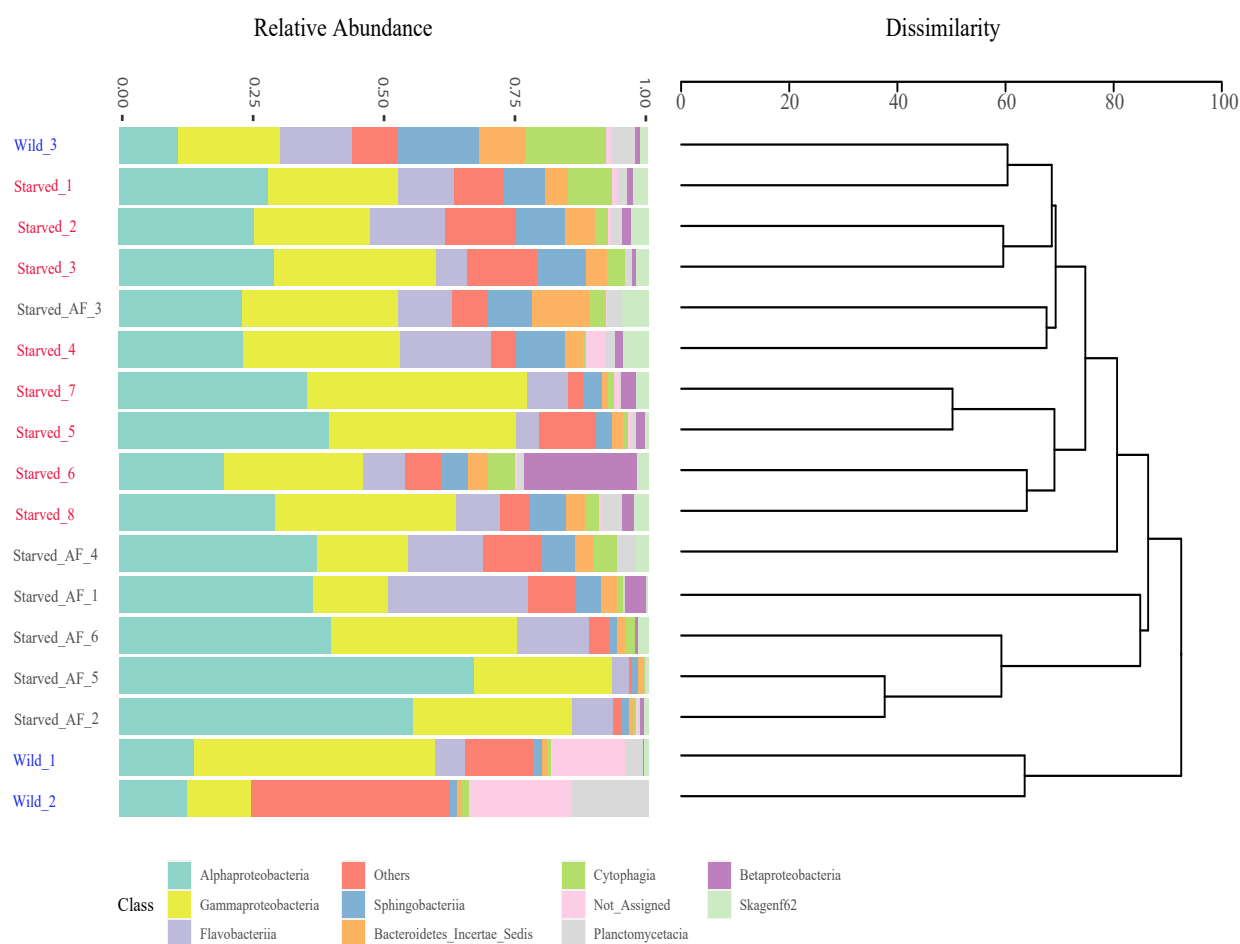 Relative Abundance
Dissimilarity
0.00 0.25 0.50 0.75 1.00
0 20 40 60 80 100
Wild_3
Starved_1
Starved_2
Starved_3
Starved_AF_3
Starved_4
Starved_7
Starved_5
Starved_6
Starved_8
Starved_AF_4
Starved_AF_1
Starved_AF_6
Starved_AF_5
Starved_AF_2
Wild_1
Wild_2
Class
Alphaproteobacteria
Gammaproteobacteria
Flavobacteriia
Others
Sphingobacteriia
Bacteroidetes_Incertae_Sedis
Cytophagia
Not_Assigned
Planctomycetacia
Betaproteobacteria
Skagenf62